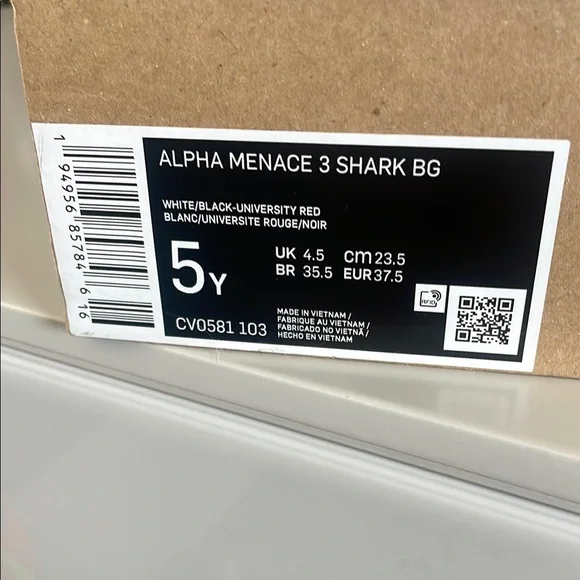 ALPHA MENACE 3 SHARK BG
WHITE/BLACK-UNIVERSITY RED
BLANC/UNIVERSITE ROUGE/NOIR
5Y
UK 4.5 cm 23.5
BR 35.5 EUR 37.5
CV0581 103
MADE IN VIETNAM /
FABRIQUE AU VIETNAM /
FABRICADO NO VIETNÃ /
HECHO EN VIETNAM
RFID
1 94956 85784 6 16